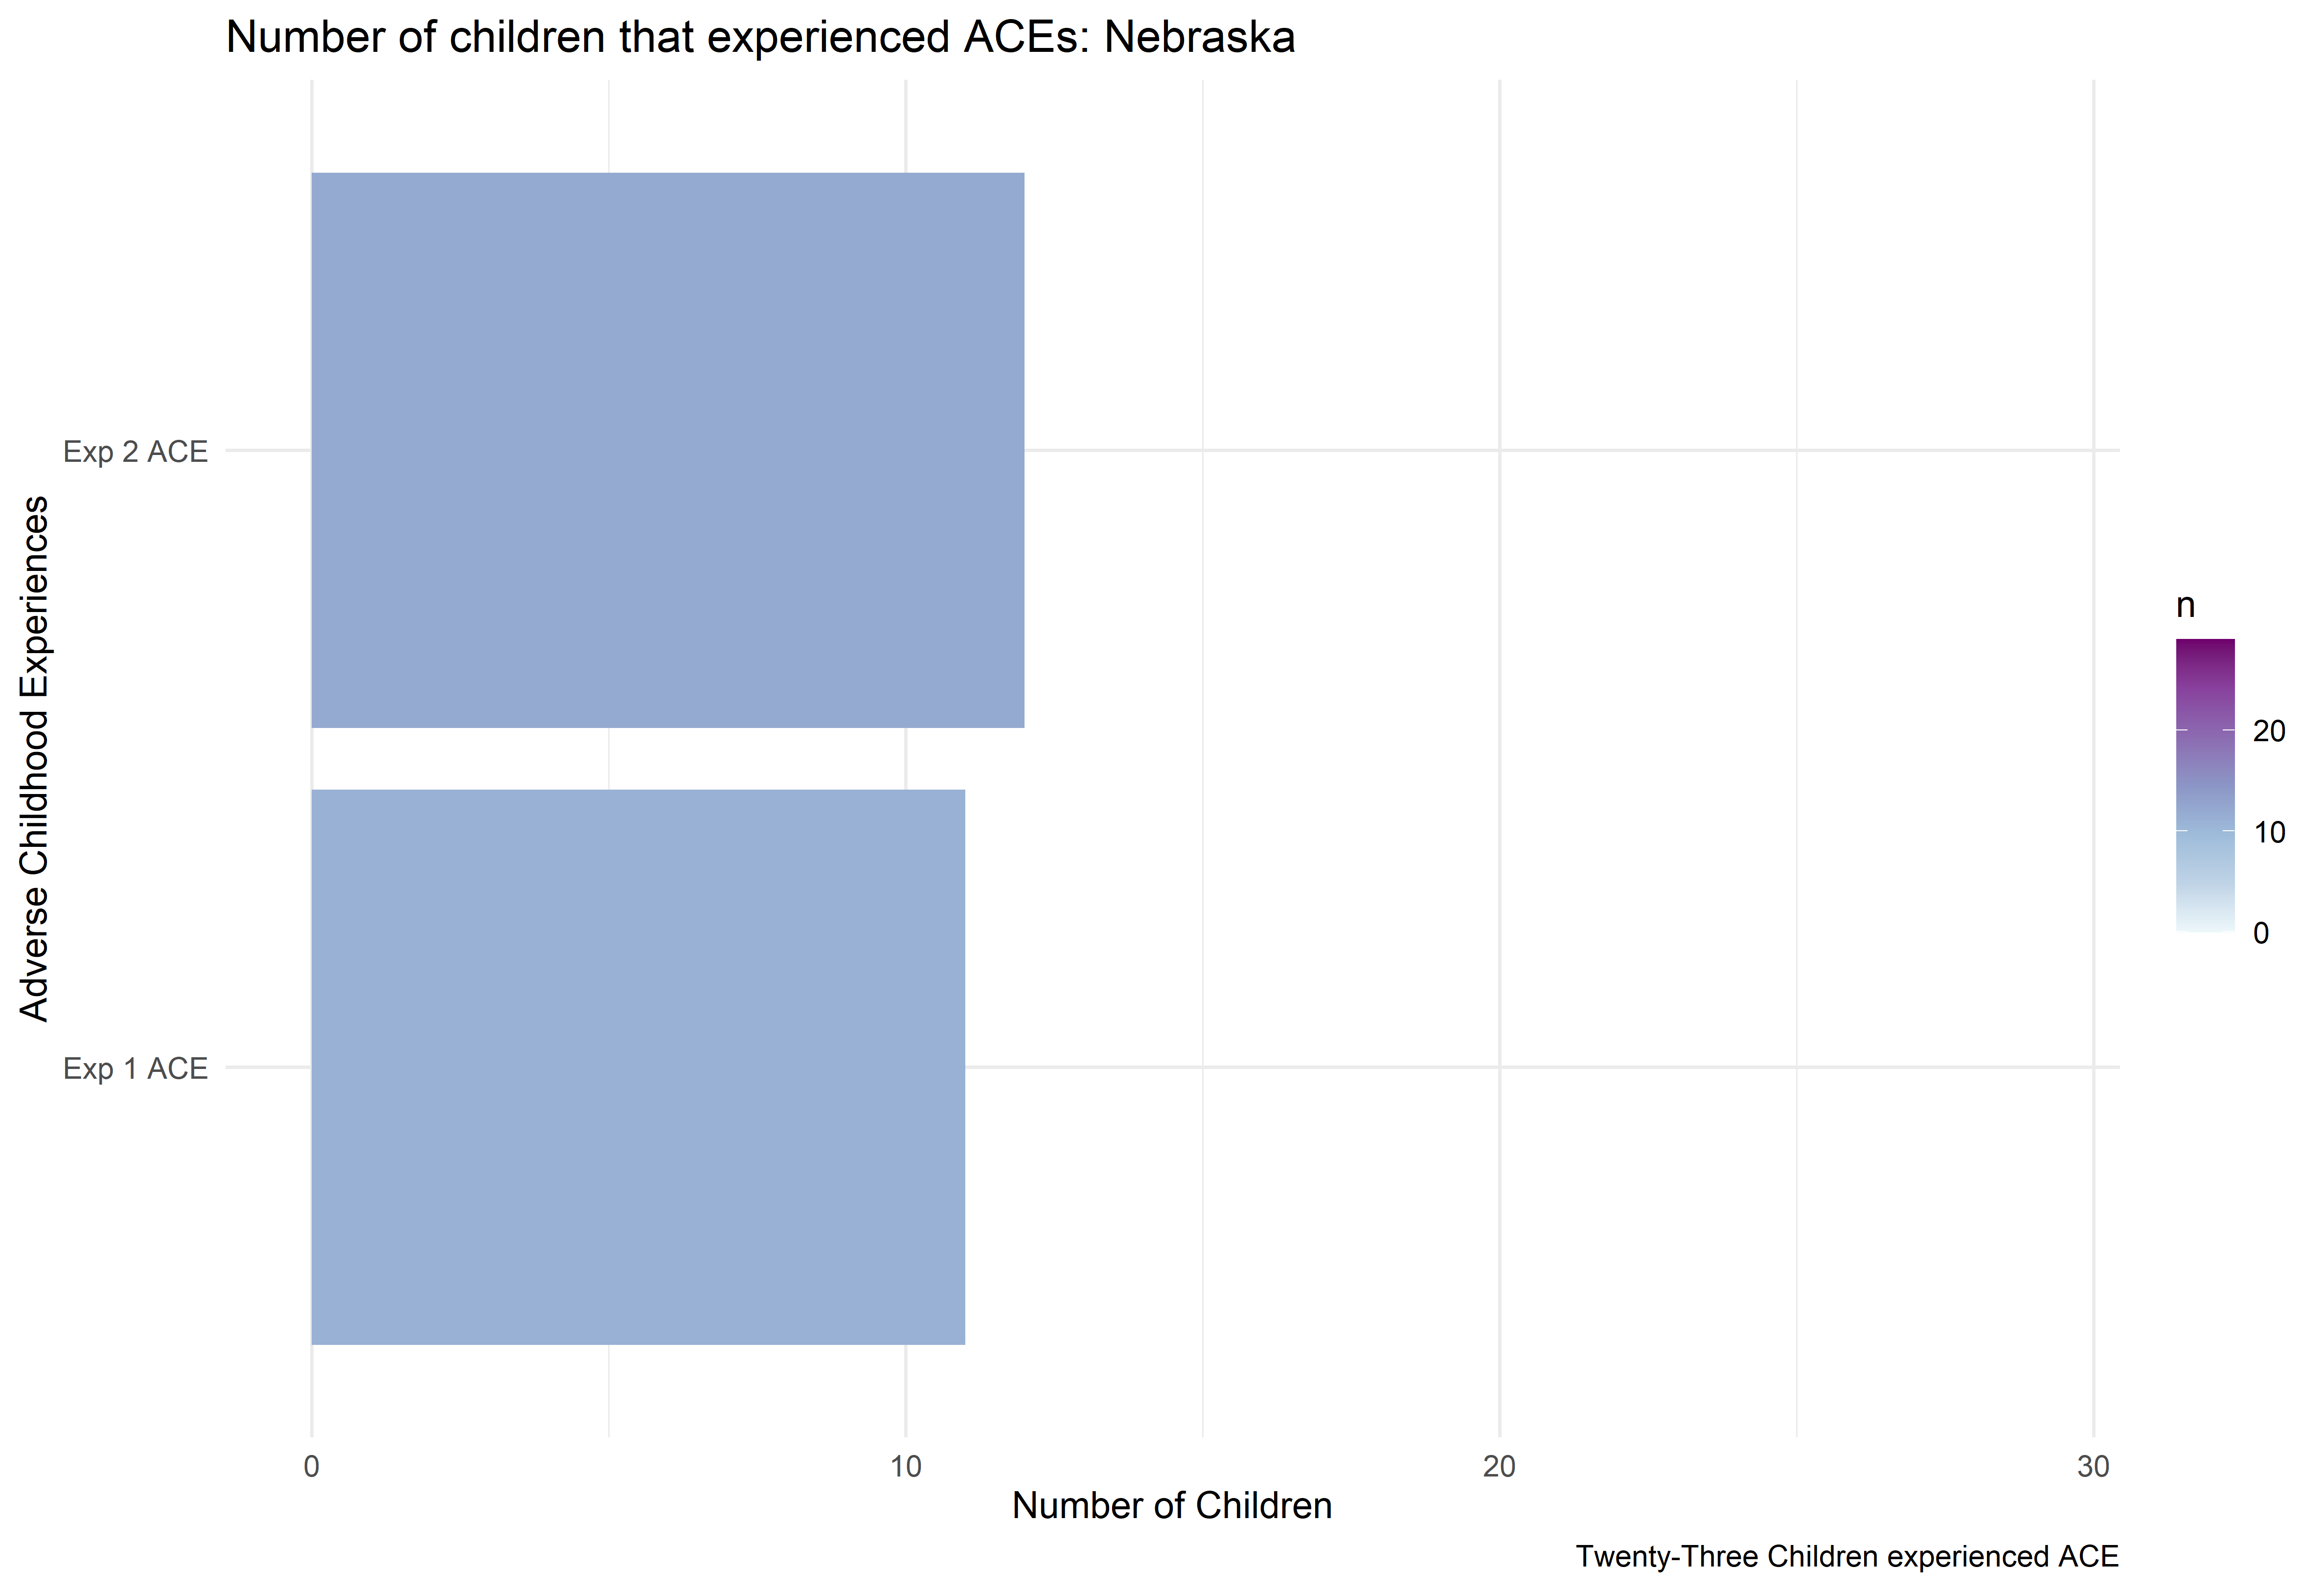 Number of children that experienced ACEs: Nebraska
Adverse Childhood Experiences
Exp 2 ACE
Exp 1 ACE
0
10
20
30
Number of Children
n
20
10
0
Twenty-Three Children experienced ACE